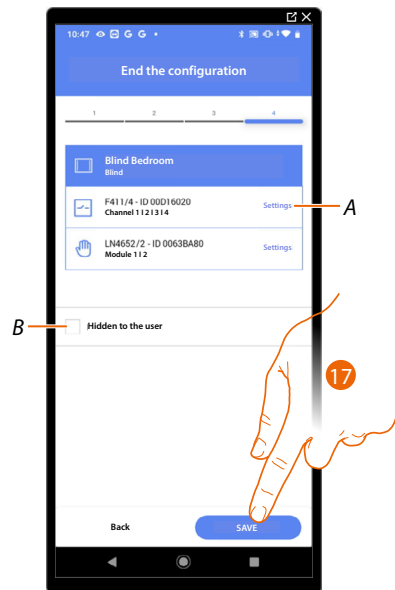 10:47 G G
End the configuration
1 2 3 4
Blind Bedroom
Blind
F411/4 - ID 00D16020
Channel 1 I 2 I 3 I 4
Settings
A
LN4652/2 - ID 0063BA80
Module 1 I 2
Settings
B
Hidden to the user
17
Back
SAVE